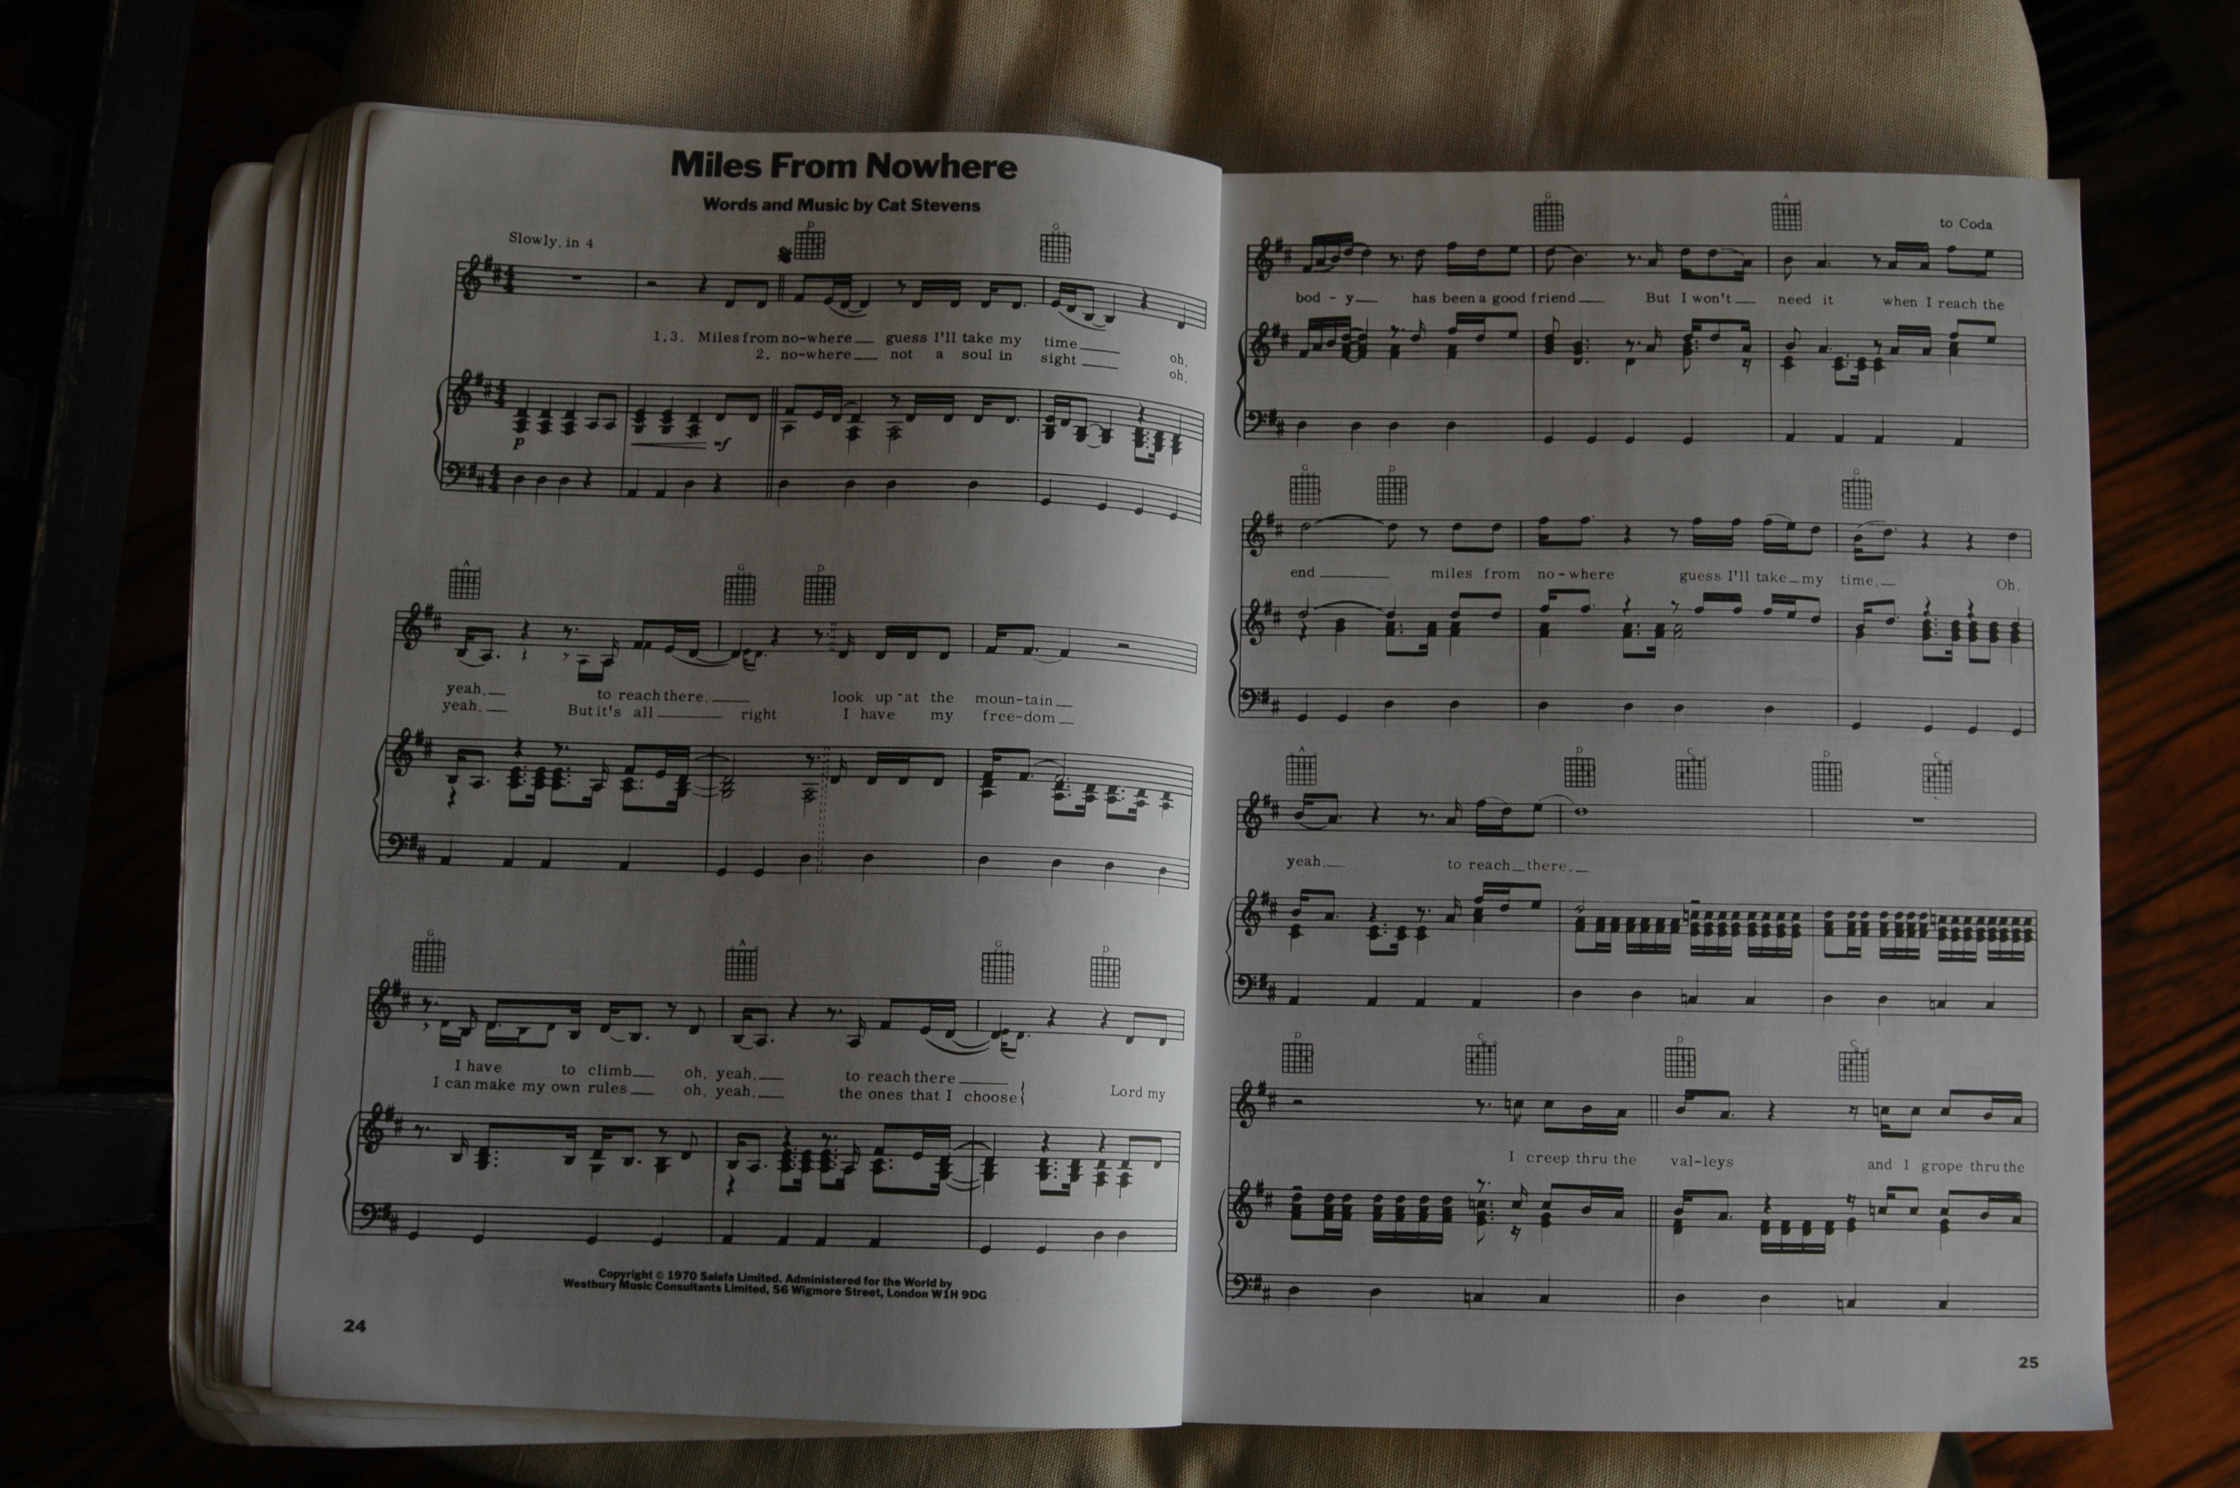 Miles From Nowhere
Words and Music by Cat Stevens
Slowly, in 4
D G
1.3. Miles from no-where guess I'll take my time oh,
2. no-where not a soul in sight oh,
p mf
A G D
yeah, to reach there, look up at the moun-tain
yeah, But it's all right I have my free-dom
G A G D
I have to climb oh, yeah, to reach there
I can make my own rules oh, yeah, the ones that I choose Lord my
Copyright © 1970 Salafa Limited. Administered for the World by
Westbury Music Consultants Limited, 56 Wigmore Street, London W1H 9DG
24
G A to Coda
bod - y has been a good friend But I won't need it when I reach the
G D G
end miles from no-where guess I'll take my time. Oh,
A D C D C
yeah. to reach there.
D C D C
I creep thru the val-leys and I grope thru the
25